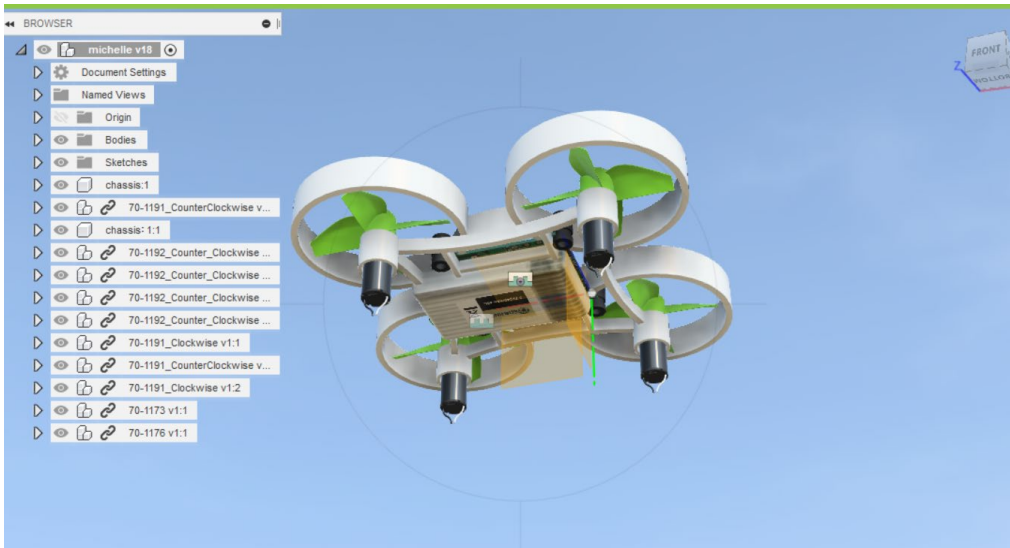 BROWSER
michelle v18
Document Settings
Named Views
Origin
Bodies
Sketches
chassis:1
70-1191_CounterClockwise v...
chassis: 1:1
70-1192_Counter_Clockwise ...
70-1192_Counter_Clockwise ...
70-1192_Counter_Clockwise ...
70-1192_Counter_Clockwise ...
70-1191_Clockwise v1:1
70-1191_CounterClockwise v...
70-1191_Clockwise v1:2
70-1173 v1:1
70-1176 v1:1
FRONT
Z